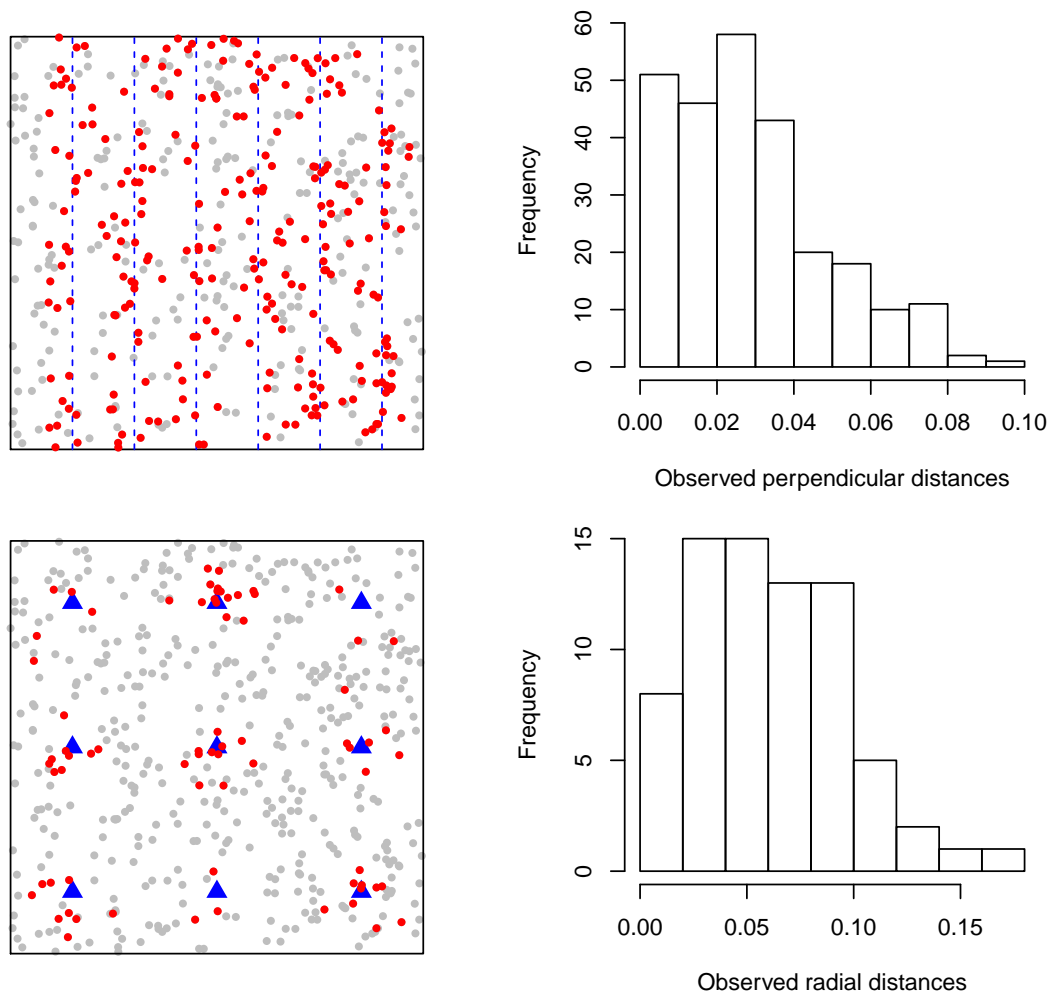 60
50
40
30
20
10
0
Frequency
0.00 0.02 0.04 0.06 0.08 0.10
Observed perpendicular distances
15
10
5
0
Frequency
0.00 0.05 0.10 0.15
Observed radial distances